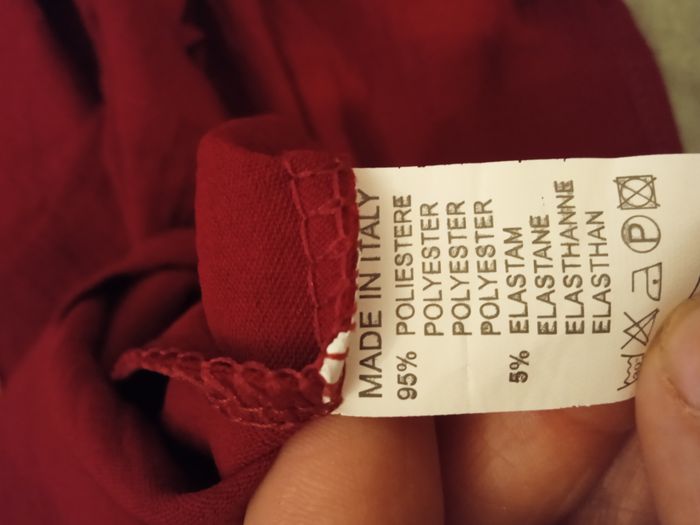 MADE IN ITALY
95% POLIESTERE
POLYESTER
POLYESTER
POLYESTER
5% ELASTAM
ELASTANE
ELASTHANNE
ELASTHAN
P